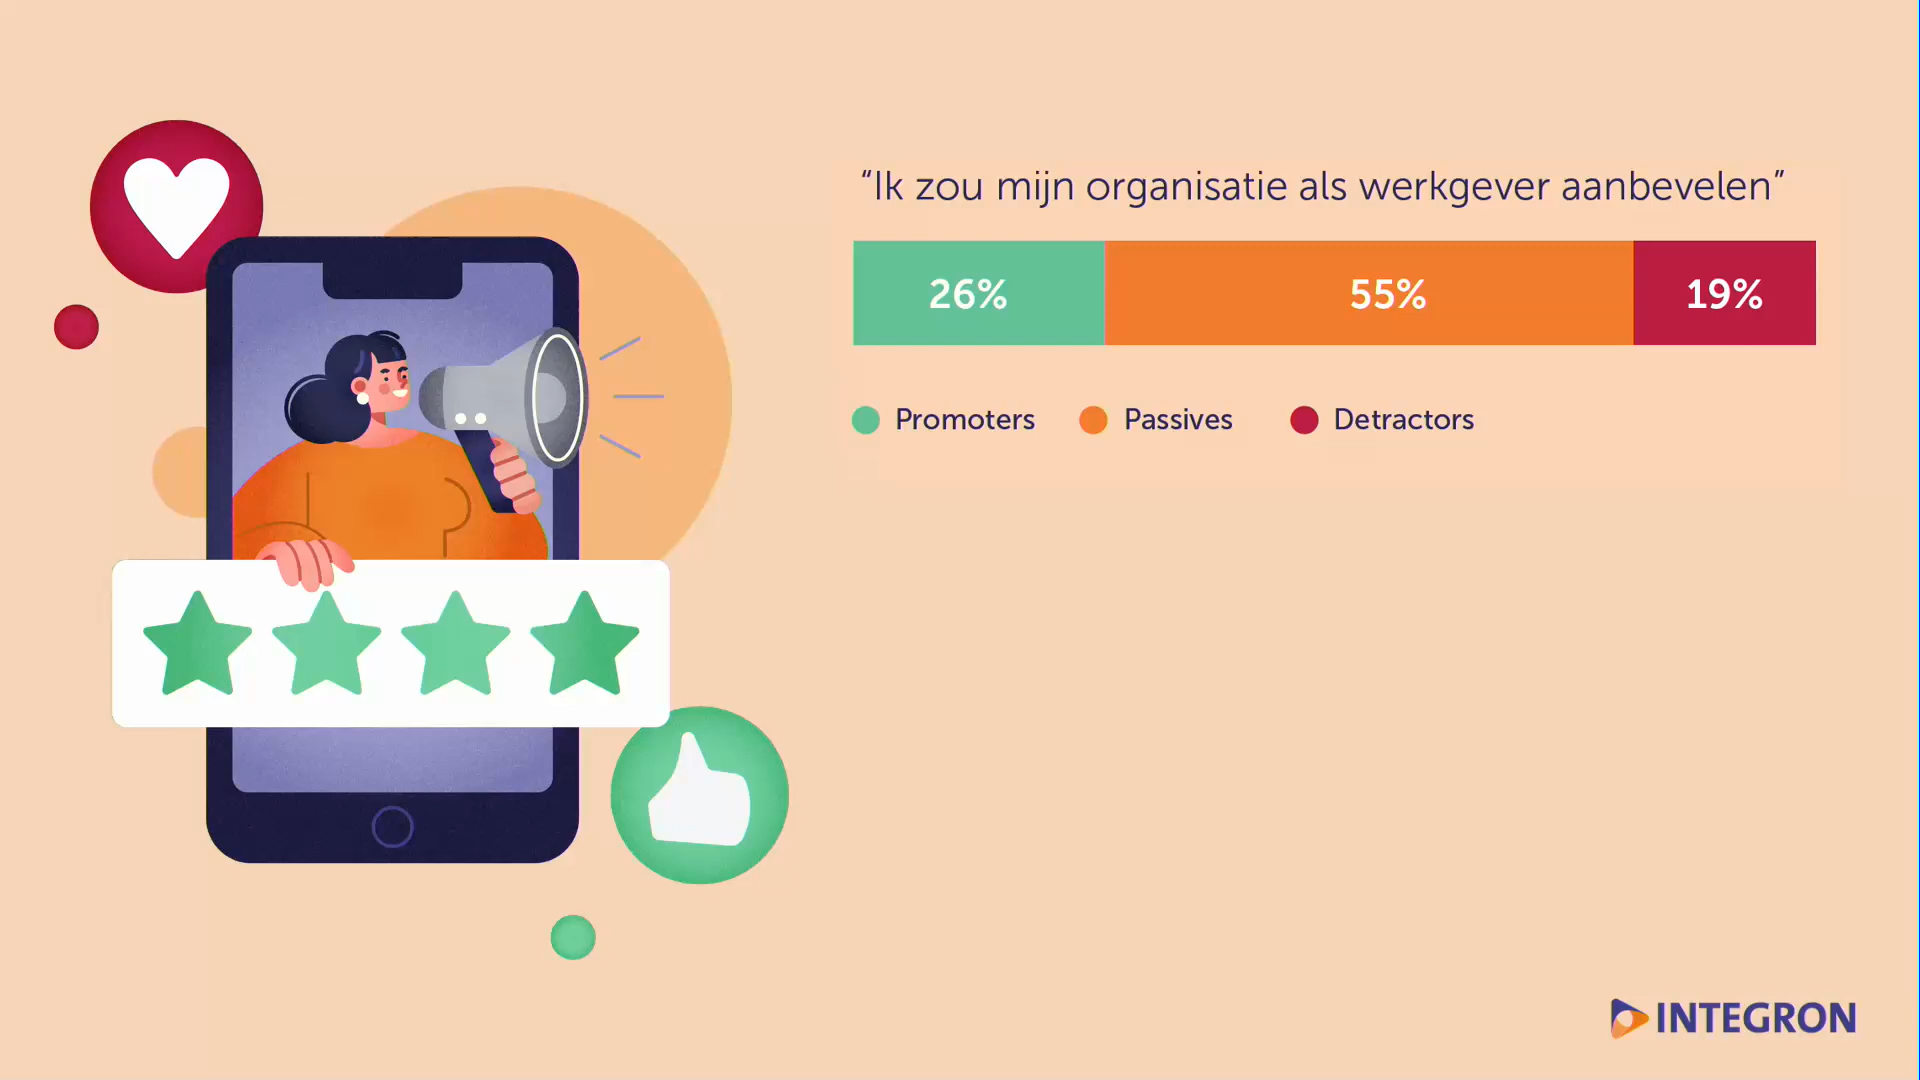 “Ik zou mijn organisatie als werkgever aanbevelen”
26% 55% 19%
Promoters Passives Detractors
INTEGRON